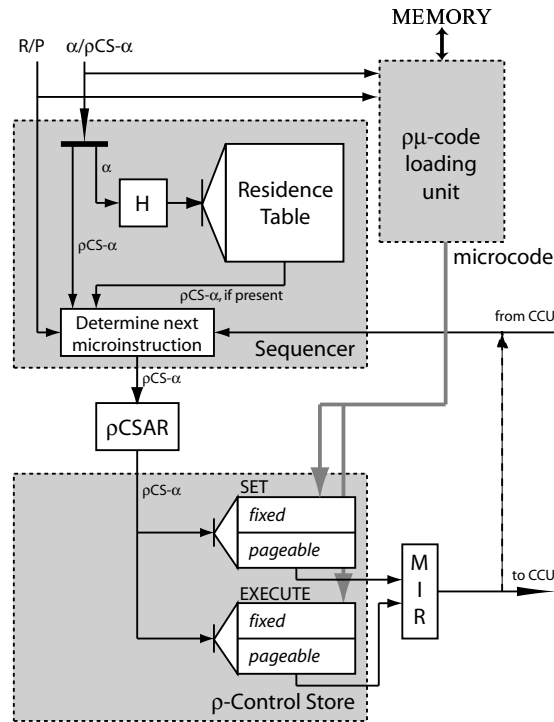 MEMORY
R/P
α/ρCS-α
ρμ-code
loading
unit
α
H
Residence
Table
ρCS-α
microcode
ρCS-α, if present
from CCU
Determine next
microinstruction
Sequencer
ρCS-α
ρCSAR
ρCS-α
SET
fixed
pageable
M
I
R
to CCU
EXECUTE
fixed
pageable
ρ-Control Store